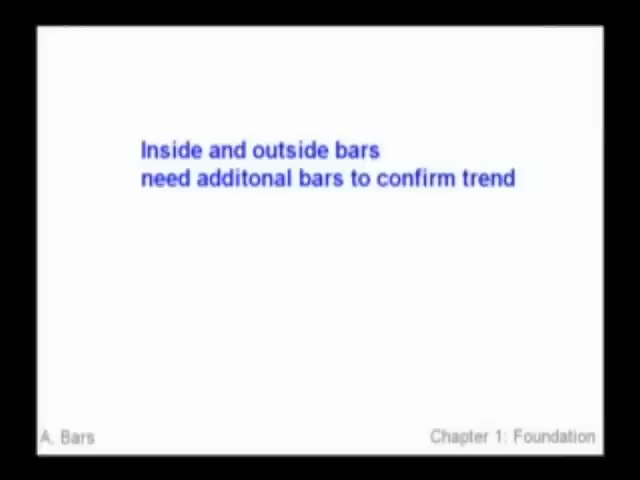 Inside and outside bars
need additonal bars to confirm trend
A. Bars
Chapter 1: Foundation